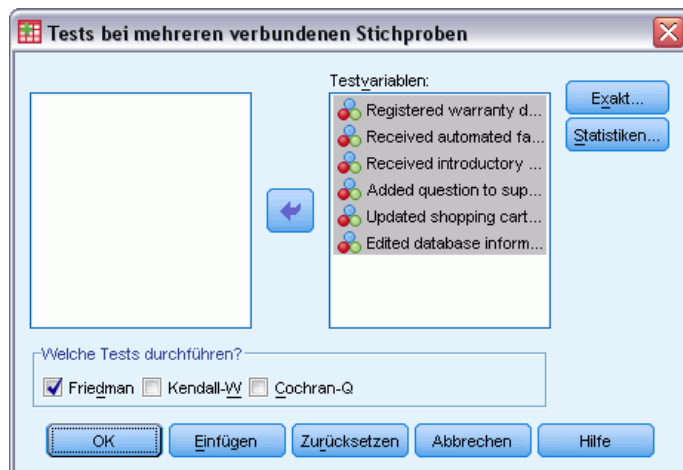 Tests bei mehreren verbundenen Stichproben
Testvariablen:
Registered warranty d...
Received automated fa...
Received introductory ...
Added question to sup...
Updated shopping cart...
Edited database inform...
Exakt...
Statistiken...
Welche Tests durchführen?
Friedman Kendall-W Cochran-Q
OK Einfügen Zurücksetzen Abbrechen Hilfe